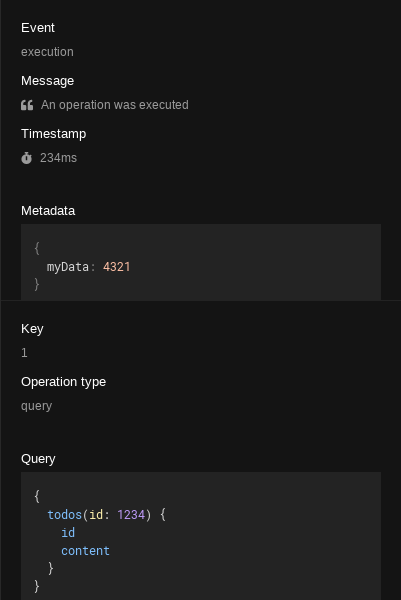 Event
execution
Message
An operation was executed
Timestamp
234ms
Metadata
{
  myData: 4321
}
Key
1
Operation type
query
Query
{
  todos(id: 1234) {
    id
    content
  }
}